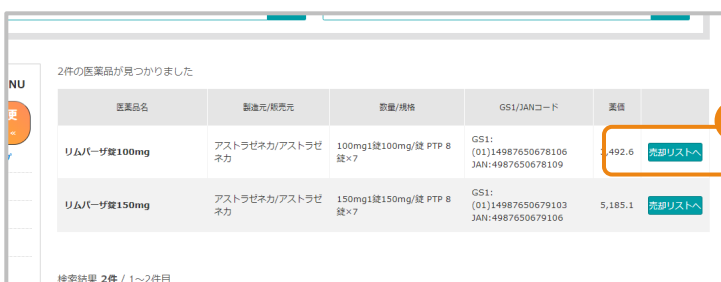 NU
更
2件の医薬品が見つかりました
医薬品名 製造元/販売元 数量/規格 GS1/JANコード 薬価
リムパーザ錠100mg
アストラゼネカ/アストラゼ
ネカ
100mg1錠100mg/錠 PTP 8
錠×7
GS1:
(01)14987650678106
JAN:4987650678109
,492.6
売却リストへ
リムパーザ錠150mg
アストラゼネカ/アストラゼ
ネカ
150mg1錠150mg/錠 PTP 8
錠×7
GS1:
(01)14987650679103
JAN:4987650679106
5,185.1
売却リストへ
検索結果 2件 / 1～2件目